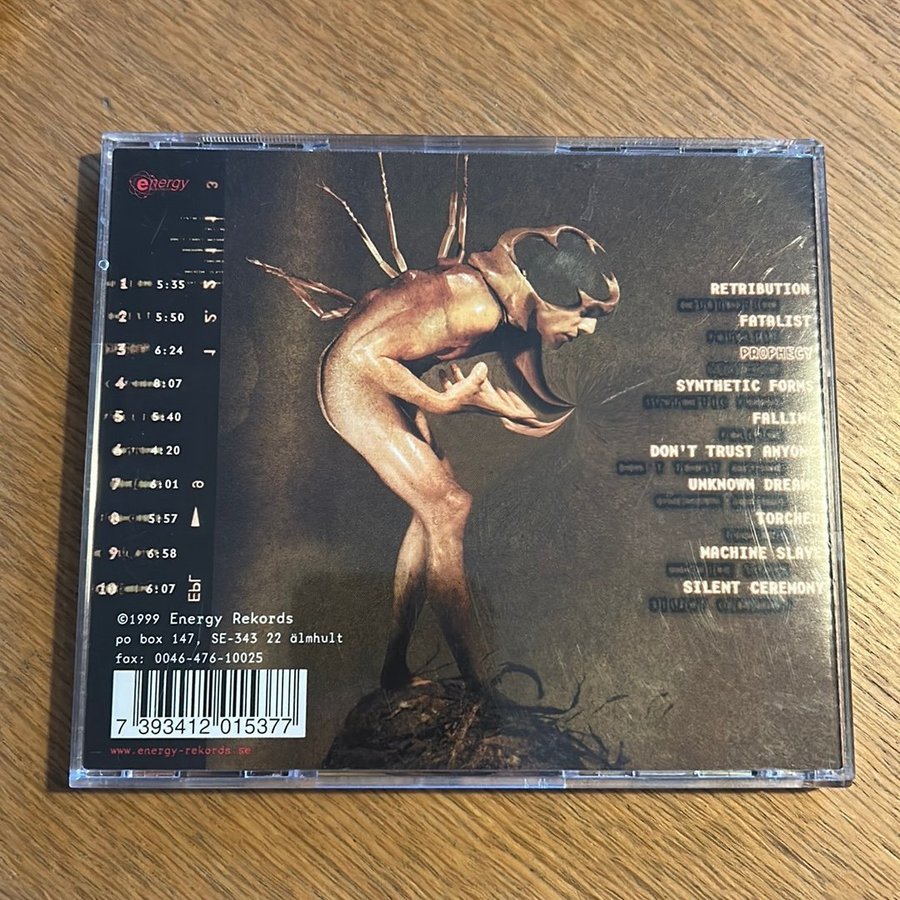 energy
1 5:35 RETRIBUTION
2 5:50 FATALIST
3 6:24 PROPHECY
4 8:07 SYNTHETIC FORMS
5 5:40 FALLING
6 4:20 DON'T TRUST ANYONE
7 6:01 UNKNOWN DREAMS
8 5:57 TORCHED
9 6:58 MACHINE SLAVE
10 6:07 SILENT CEREMONY
©1999 Energy Rekords
po box 147, SE-343 22 älmhult
fax: 0046-476-10025
7 393412 015377
www.energy-rekords.se